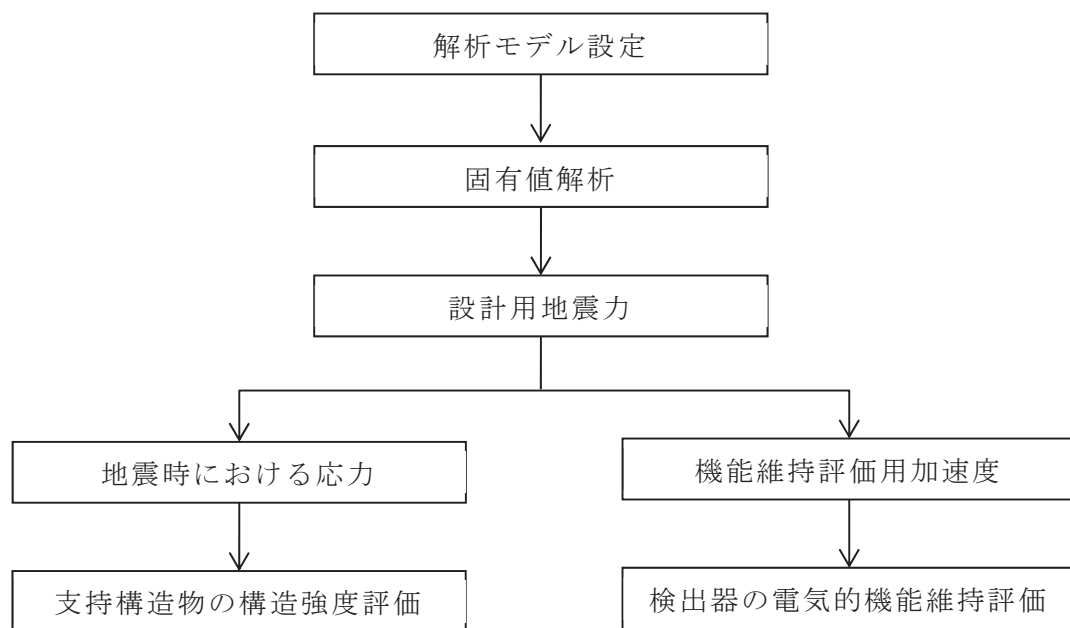 解析モデル設定
固有値解析
設計用地震力
地震時における応力
機能維持評価用加速度
支持構造物の構造強度評価
検出器の電気的機能維持評価